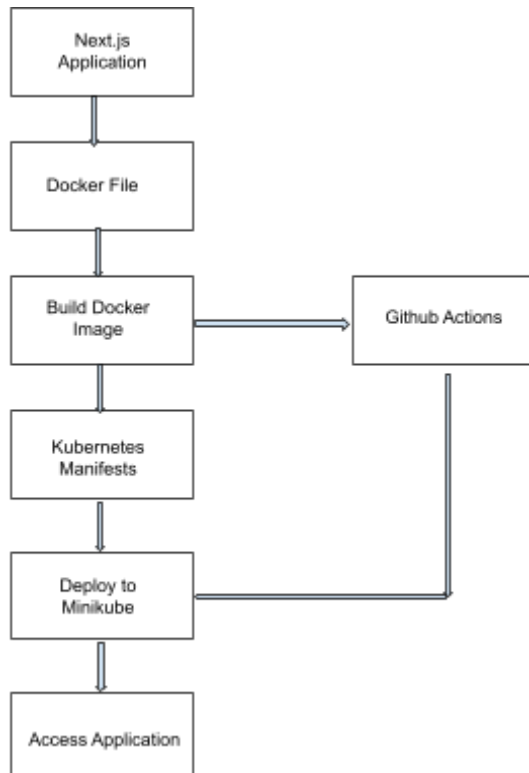 Next.js
Application
Docker File
Build Docker
Image
Github Actions
Kubernetes
Manifests
Deploy to
Minikube
Access Application